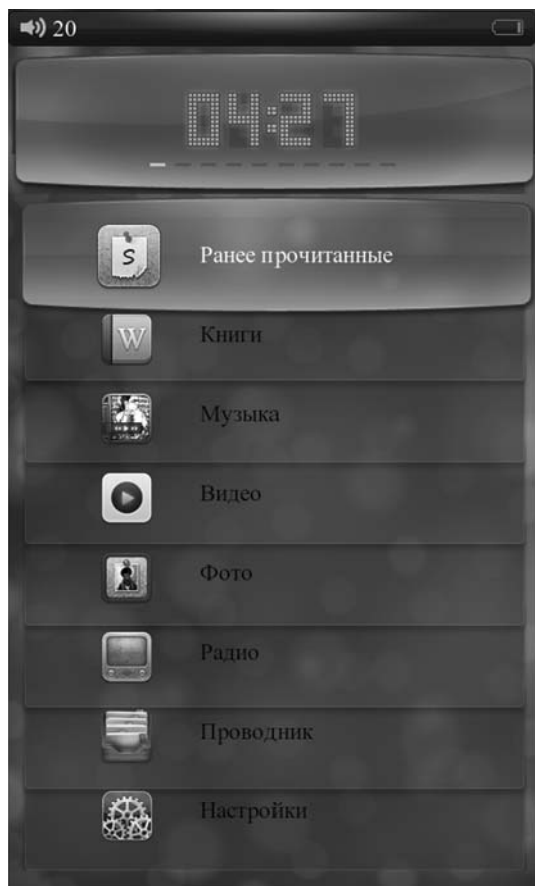 20
04:27
S
Ранее прочитанные
W
Книги
Музыка
Видео
Фото
Радио
Проводник
Настройки